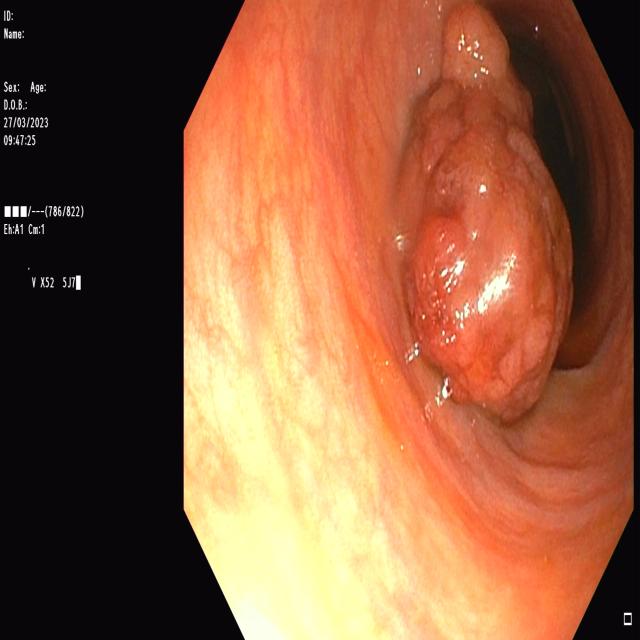 ID:
Name:
Sex: Age:
D.O.B.:
27/03/2023
09:47:25
■■■/---(786/822)
Eh:A1 Cm:1
V X52 5J7